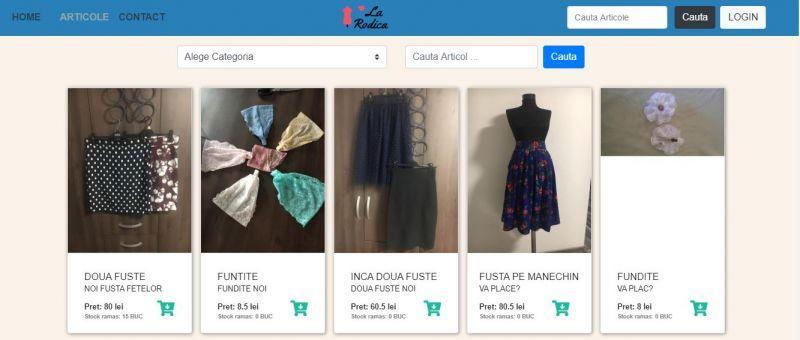 HOME ARTICOLE CONTACT La Rodica Cauta Articole Cauta LOGIN
Alege Categoria Cauta Articol ... Cauta
DOUA FUSTE
NOI FUSTA FETELOR
Pret: 80 lei
Stock ramas: 15 BUC
FUNTITE
FUNDITE NOI
Pret: 8.5 lei
Stock ramas: 0 BUC
INCA DOUA FUSTE
DOUA FUSTE NOI
Pret: 60.5 lei
Stock ramas: 0 BUC
FUSTA PE MANECHIN
VA PLACE?
Pret: 80.5 lei
Stock ramas: 0 BUC
FUNDITE
VA PLAC?
Pret: 8 lei
Stock ramas: 0 BUC